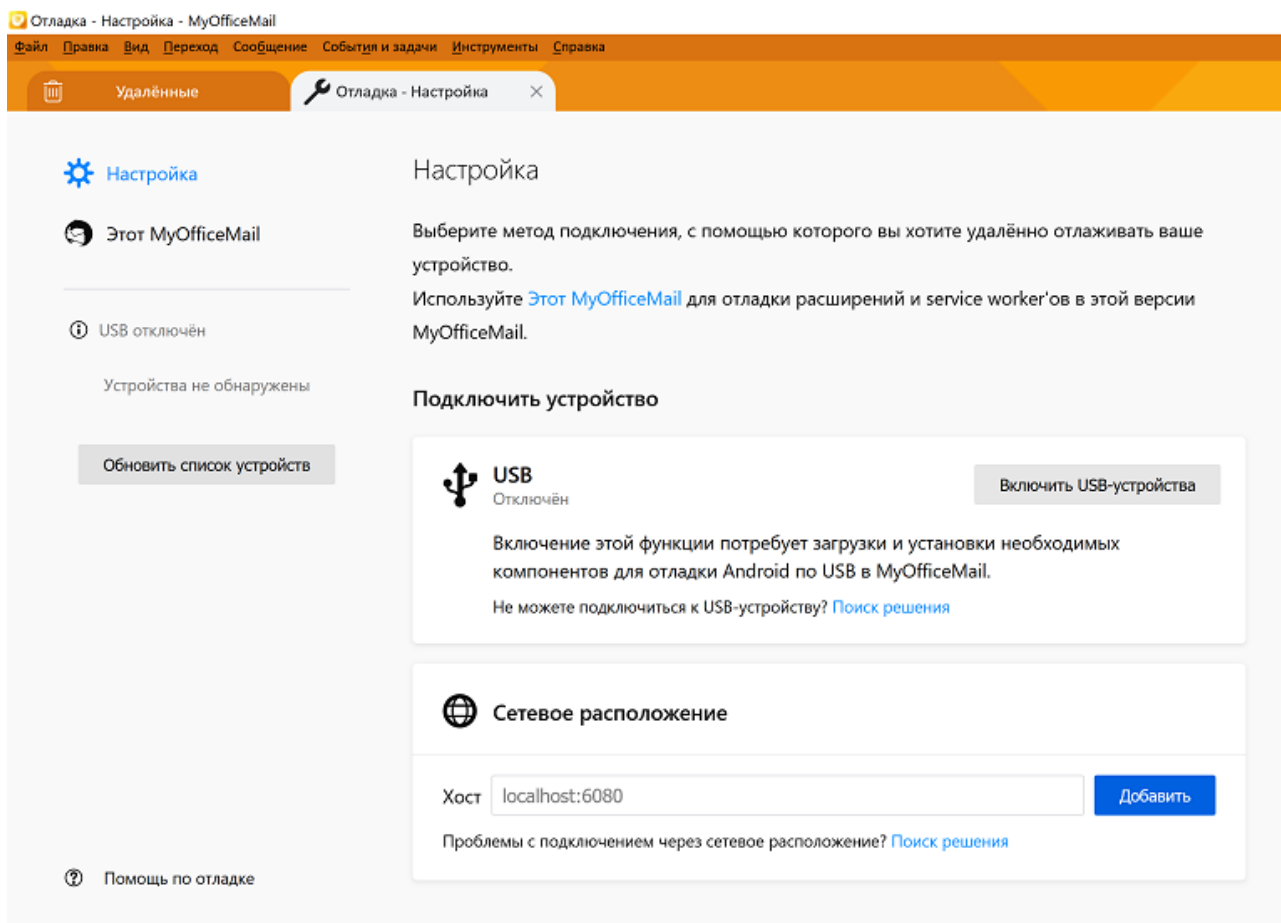 Отладка - Настройка - MyOfficeMail
Файл Правка Вид Переход Сообщение События и задачи Инструменты Справка
Удалённые
Отладка - Настройка
Настройка
Этот MyOfficeMail
USB отключён
Устройства не обнаружены
Обновить список устройств
Помощь по отладке
Настройка
Выберите метод подключения, с помощью которого вы хотите удалённо отлаживать ваше
устройство.
Используйте Этот MyOfficeMail для отладки расширений и service worker'ов в этой версии
MyOfficeMail.
Подключить устройство
USB
Отключён
Включить USB-устройства
Включение этой функции потребует загрузки и установки необходимых
компонентов для отладки Android по USB в MyOfficeMail.
Не можете подключиться к USB-устройству? Поиск решения
Сетевое расположение
Хост localhost:6080 Добавить
Проблемы с подключением через сетевое расположение? Поиск решения